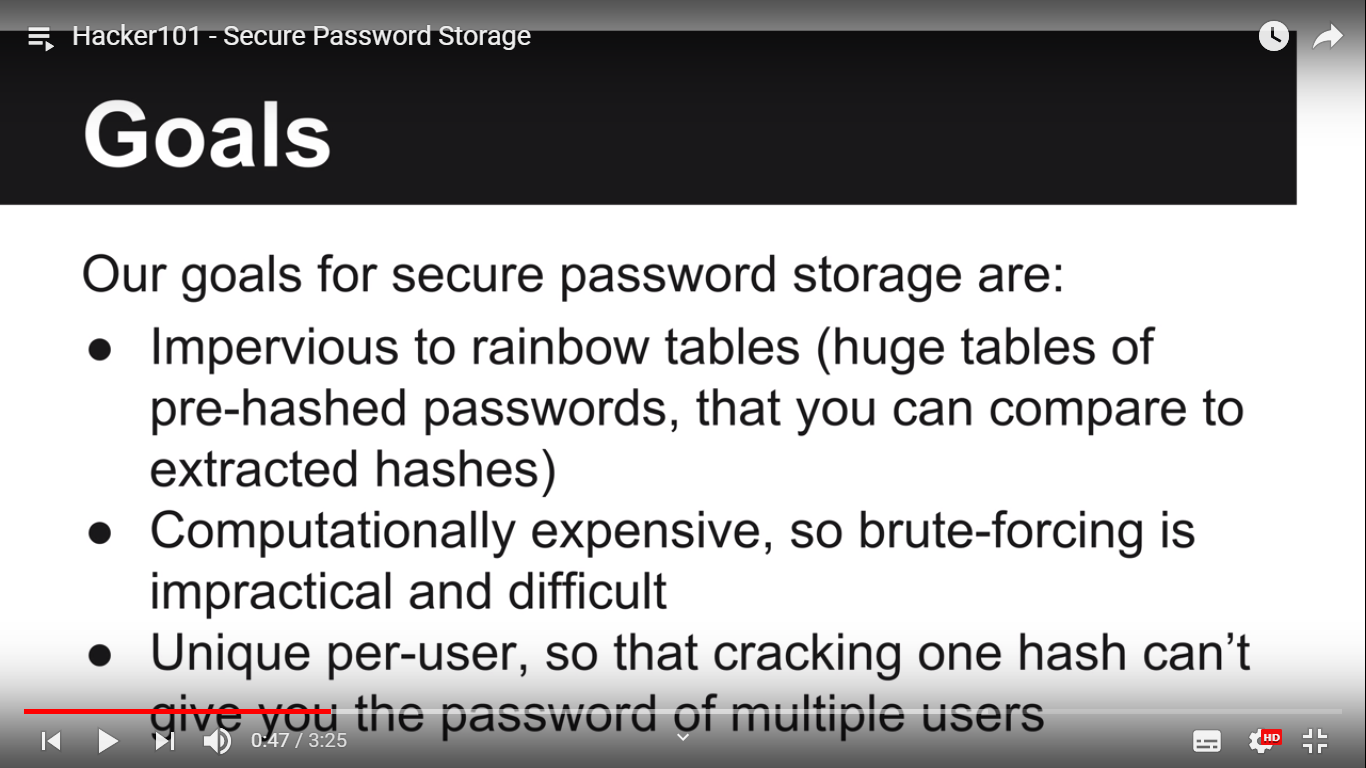 Hacker101 - Secure Password Storage
Goals
Our goals for secure password storage are:
● Impervious to rainbow tables (huge tables of
pre-hashed passwords, that you can compare to
extracted hashes)
● Computationally expensive, so brute-forcing is
impractical and difficult
● Unique per-user, so that cracking one hash can’t
give you the password of multiple users
0:47 / 3:25
HD